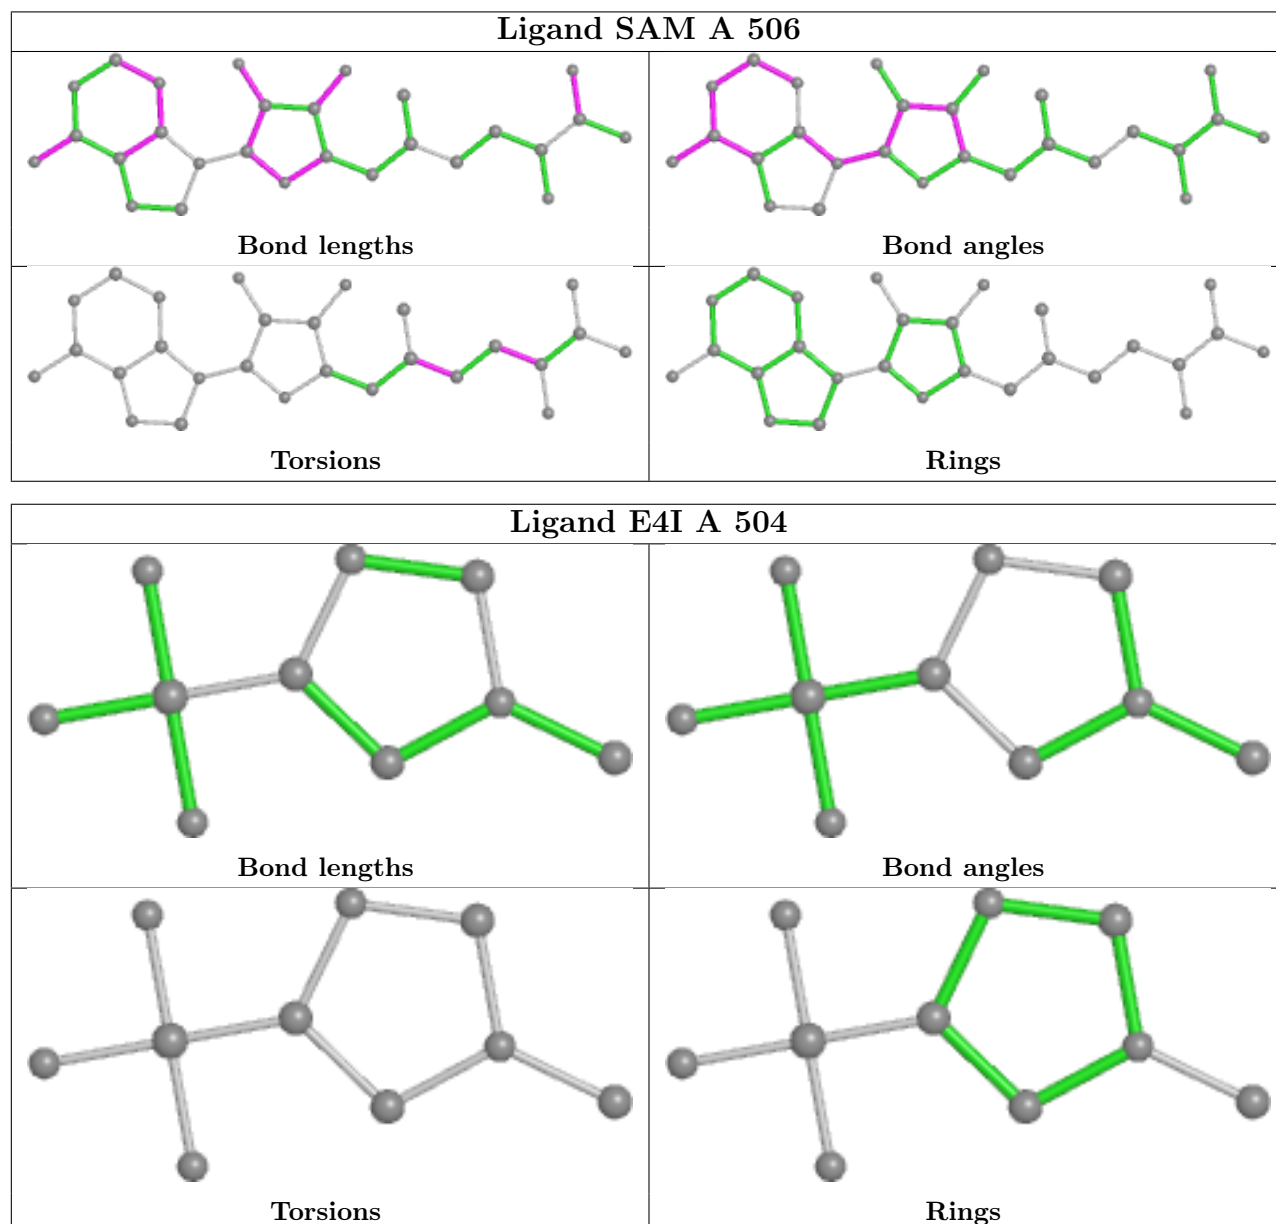 Ligand SAM A 506
Bond lengths
Bond angles
Torsions
Rings
Ligand E4I A 504
Bond lengths
Bond angles
Torsions
Rings